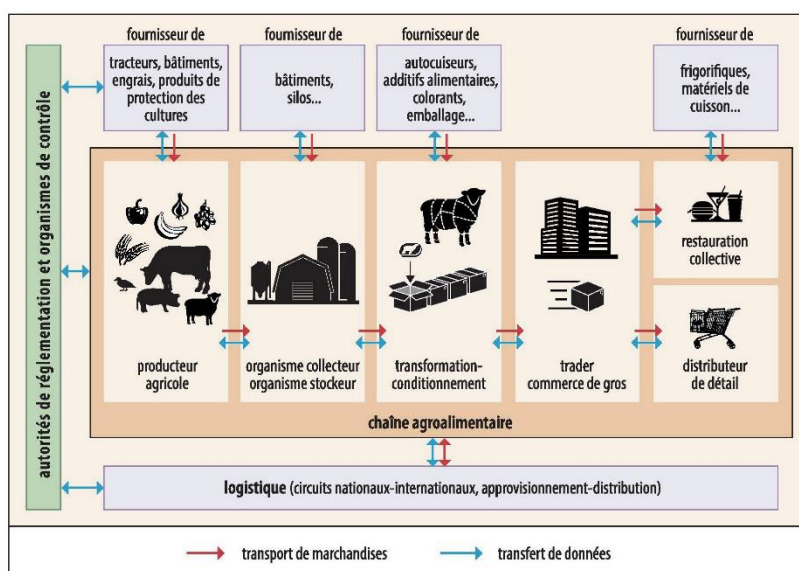 fournisseur de
tracteurs, bâtiments,
engrais, produits de
protection des
cultures
fournisseur de
bâtiments,
silos...
fournisseur de
autocuiseurs,
additifs alimentaires,
colorants,
emballage...
fournisseur de
frigorifiques,
matériels de
cuisson...
autorités de réglementation et organismes de contrôle
producteur
agricole
organisme collecteur
organisme stockeur
transformation-
conditionnement
trader
commerce de gros
restauration
collective
distributeur
de détail
chaîne agroalimentaire
logistique (circuits nationaux-internationaux, approvisionnement-distribution)
transport de marchandises
transfert de données